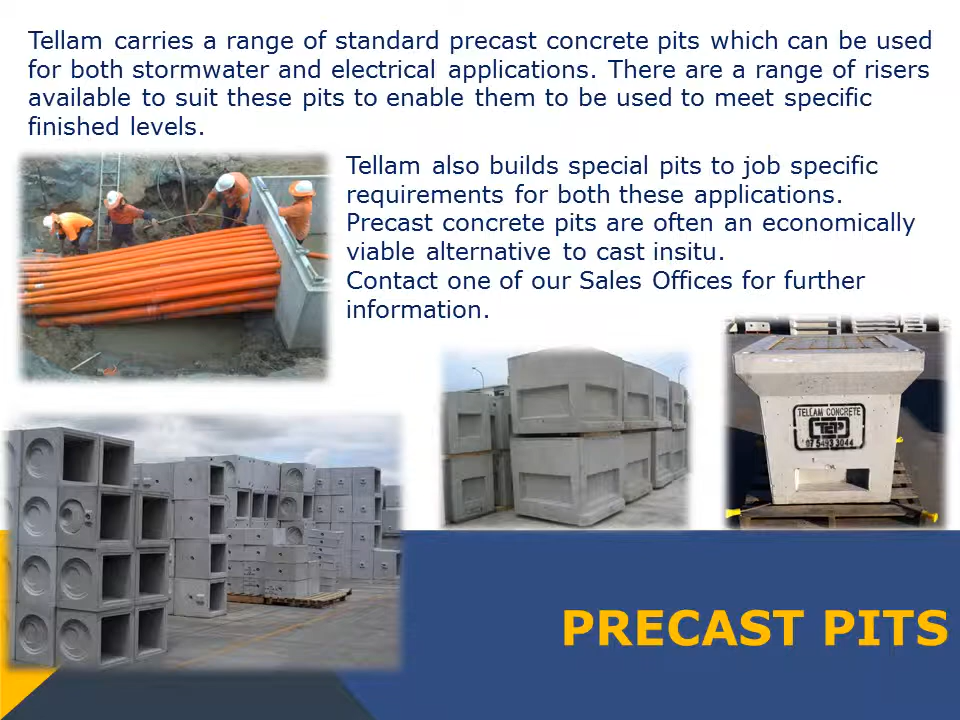 Tellam carries a range of standard precast concrete pits which can be used
for both stormwater and electrical applications. There are a range of risers
available to suit these pits to enable them to be used to meet specific
finished levels.
Tellam also builds special pits to job specific
requirements for both these applications.
Precast concrete pits are often an economically
viable alternative to cast insitu.
Contact one of our Sales Offices for further
information.
TELLAM CONCRETE
07 5493 3044
PRECAST PITS